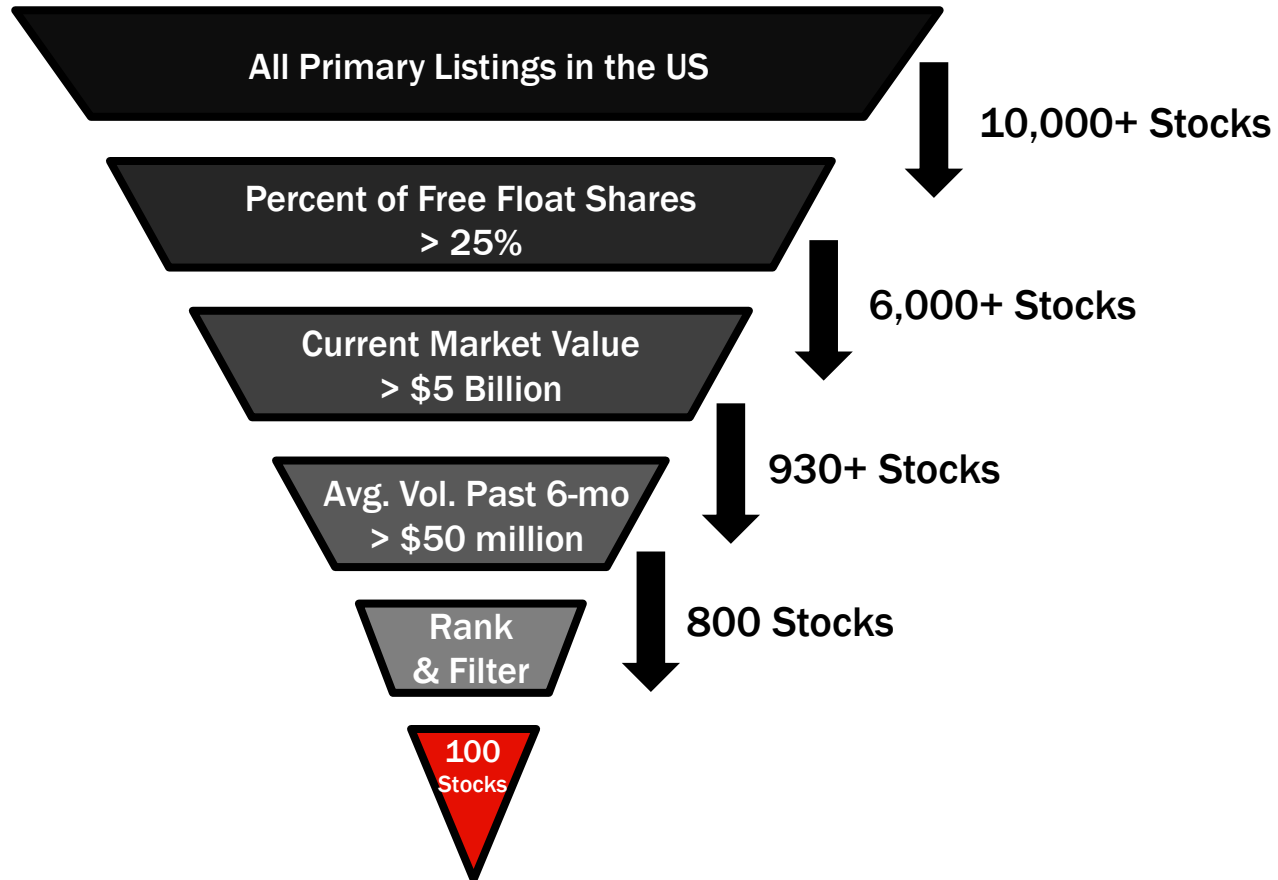 All Primary Listings in the US
10,000+ Stocks
Percent of Free Float Shares
> 25%
6,000+ Stocks
Current Market Value
> $5 Billion
930+ Stocks
Avg. Vol. Past 6-mo
> $50 million
800 Stocks
Rank
& Filter
100
Stocks